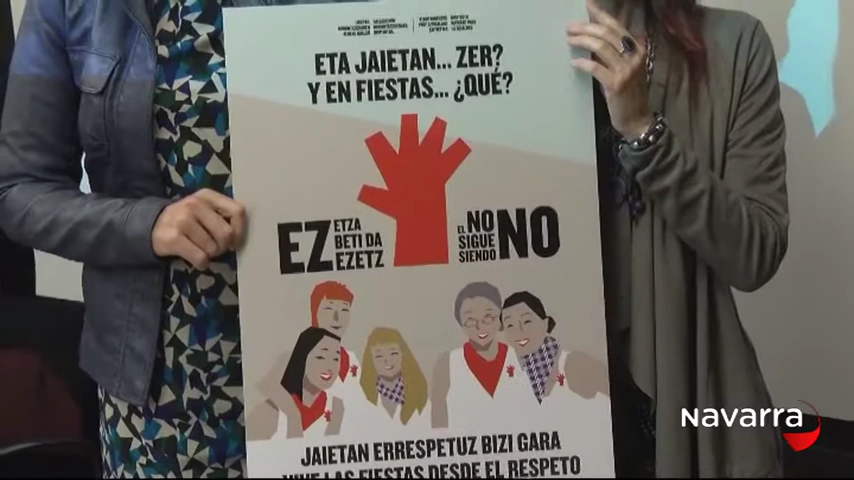 ETA JAIETAN... ZER?
Y EN FIESTAS... ¿QUÉ?
EZ ETZA BETI DA EZETZ
EL NO SIGUE SIENDO NO
JAIETAN ERRESPETUZ BIZI GARA
VIVE LAS FIESTAS DESDE EL RESPETO
NAVARRA